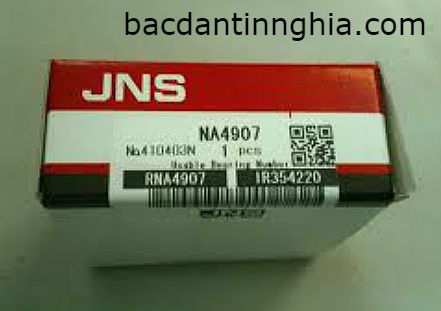 bacdantinnghia.com
JNS
NA4907
No.410403N 1 pcs
Usable Bearing Number
RNA4907 IR354220